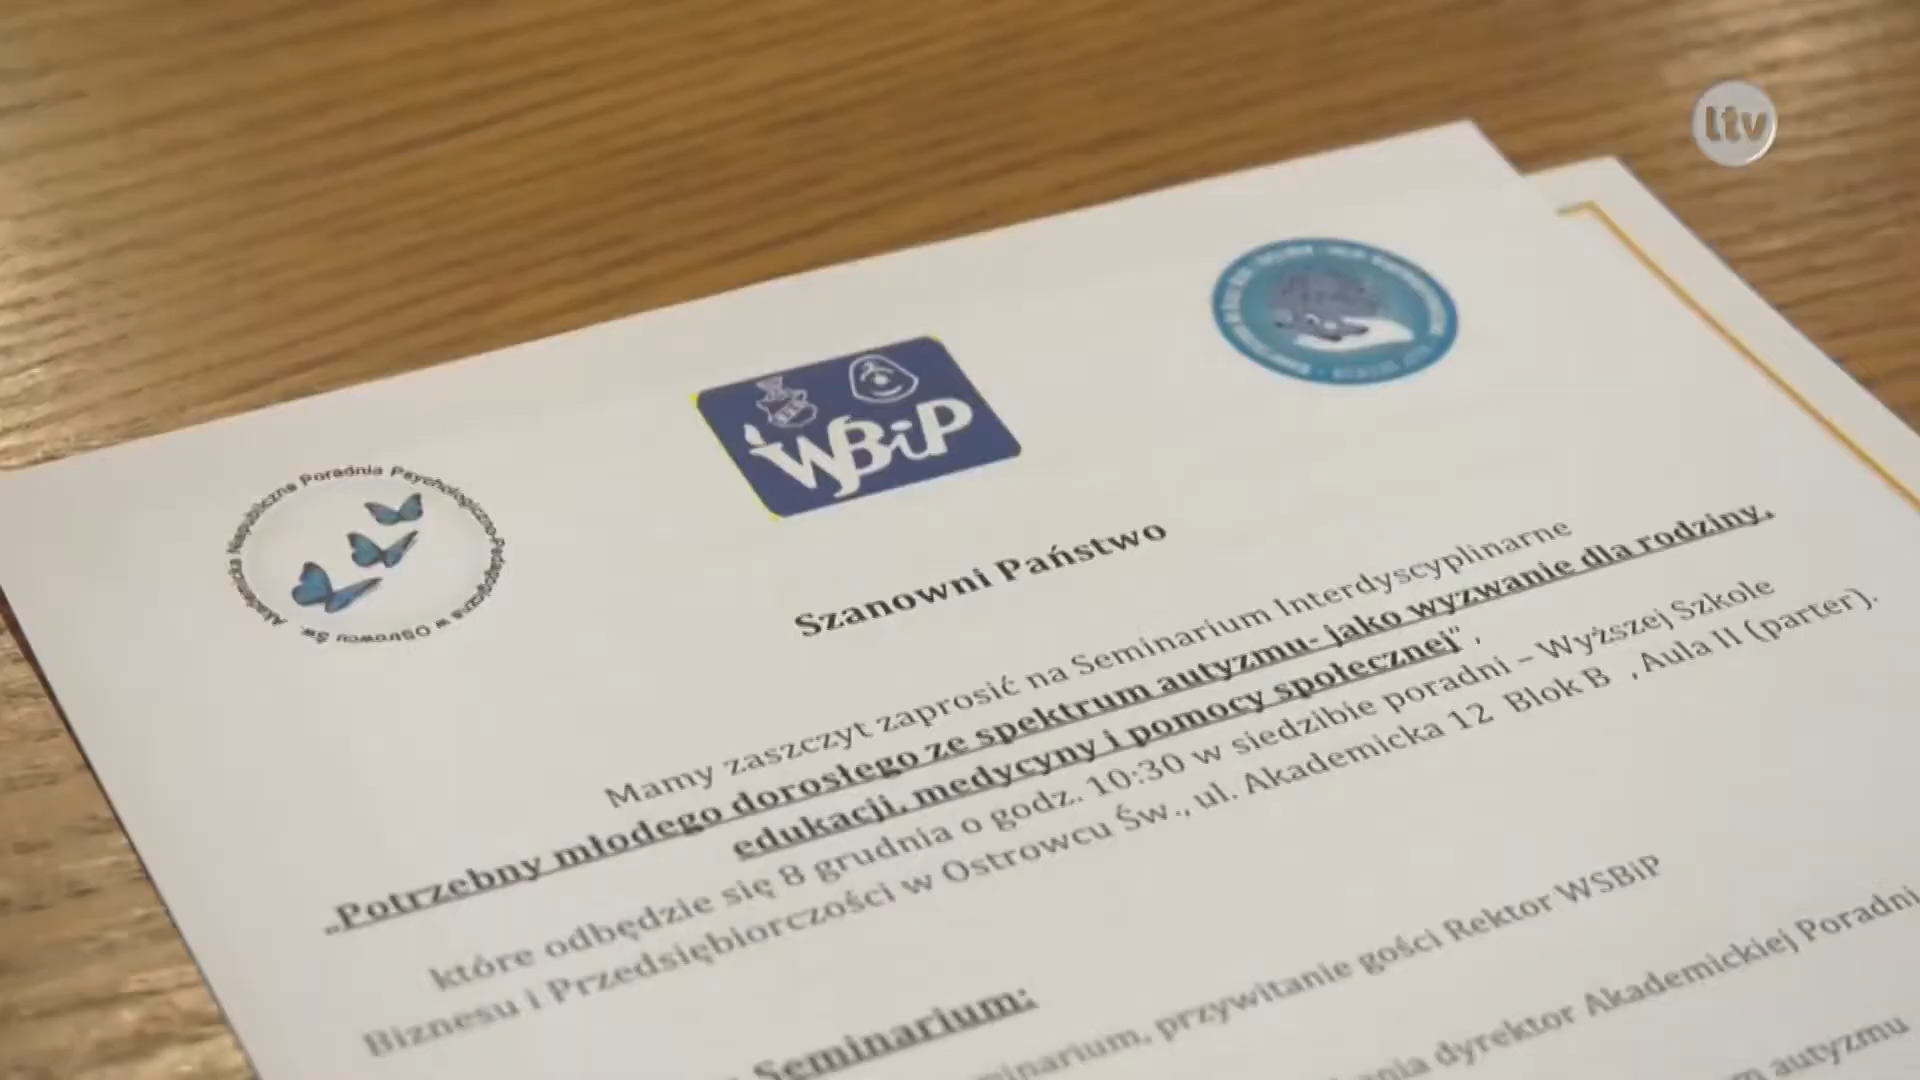 ltv
Akademicka Niepubliczna Poradnia Psychologiczno-Pedagogiczna w Ostrowcu Św.
WSBiP
Szanowni Państwo
Mamy zaszczyt zaprosić na Seminarium Interdyscyplinarne
„Potrzebny młodego dorosłego ze spektrum autyzmu- jako wyzwanie dla rodziny,
edukacji, medycyny i pomocy społecznej” ,
które odbędzie się 8 grudnia o godz. 10:30 w siedzibie poradni – Wyższej Szkole
Biznesu i Przedsiębiorczości w Ostrowcu Św., ul. Akademicka 12 Blok B , Aula II (parter).
Seminarium:
minarium, przywitanie gości Rektor WSBiP
ania dyrektor Akademickiej Poradni
m autyzmu